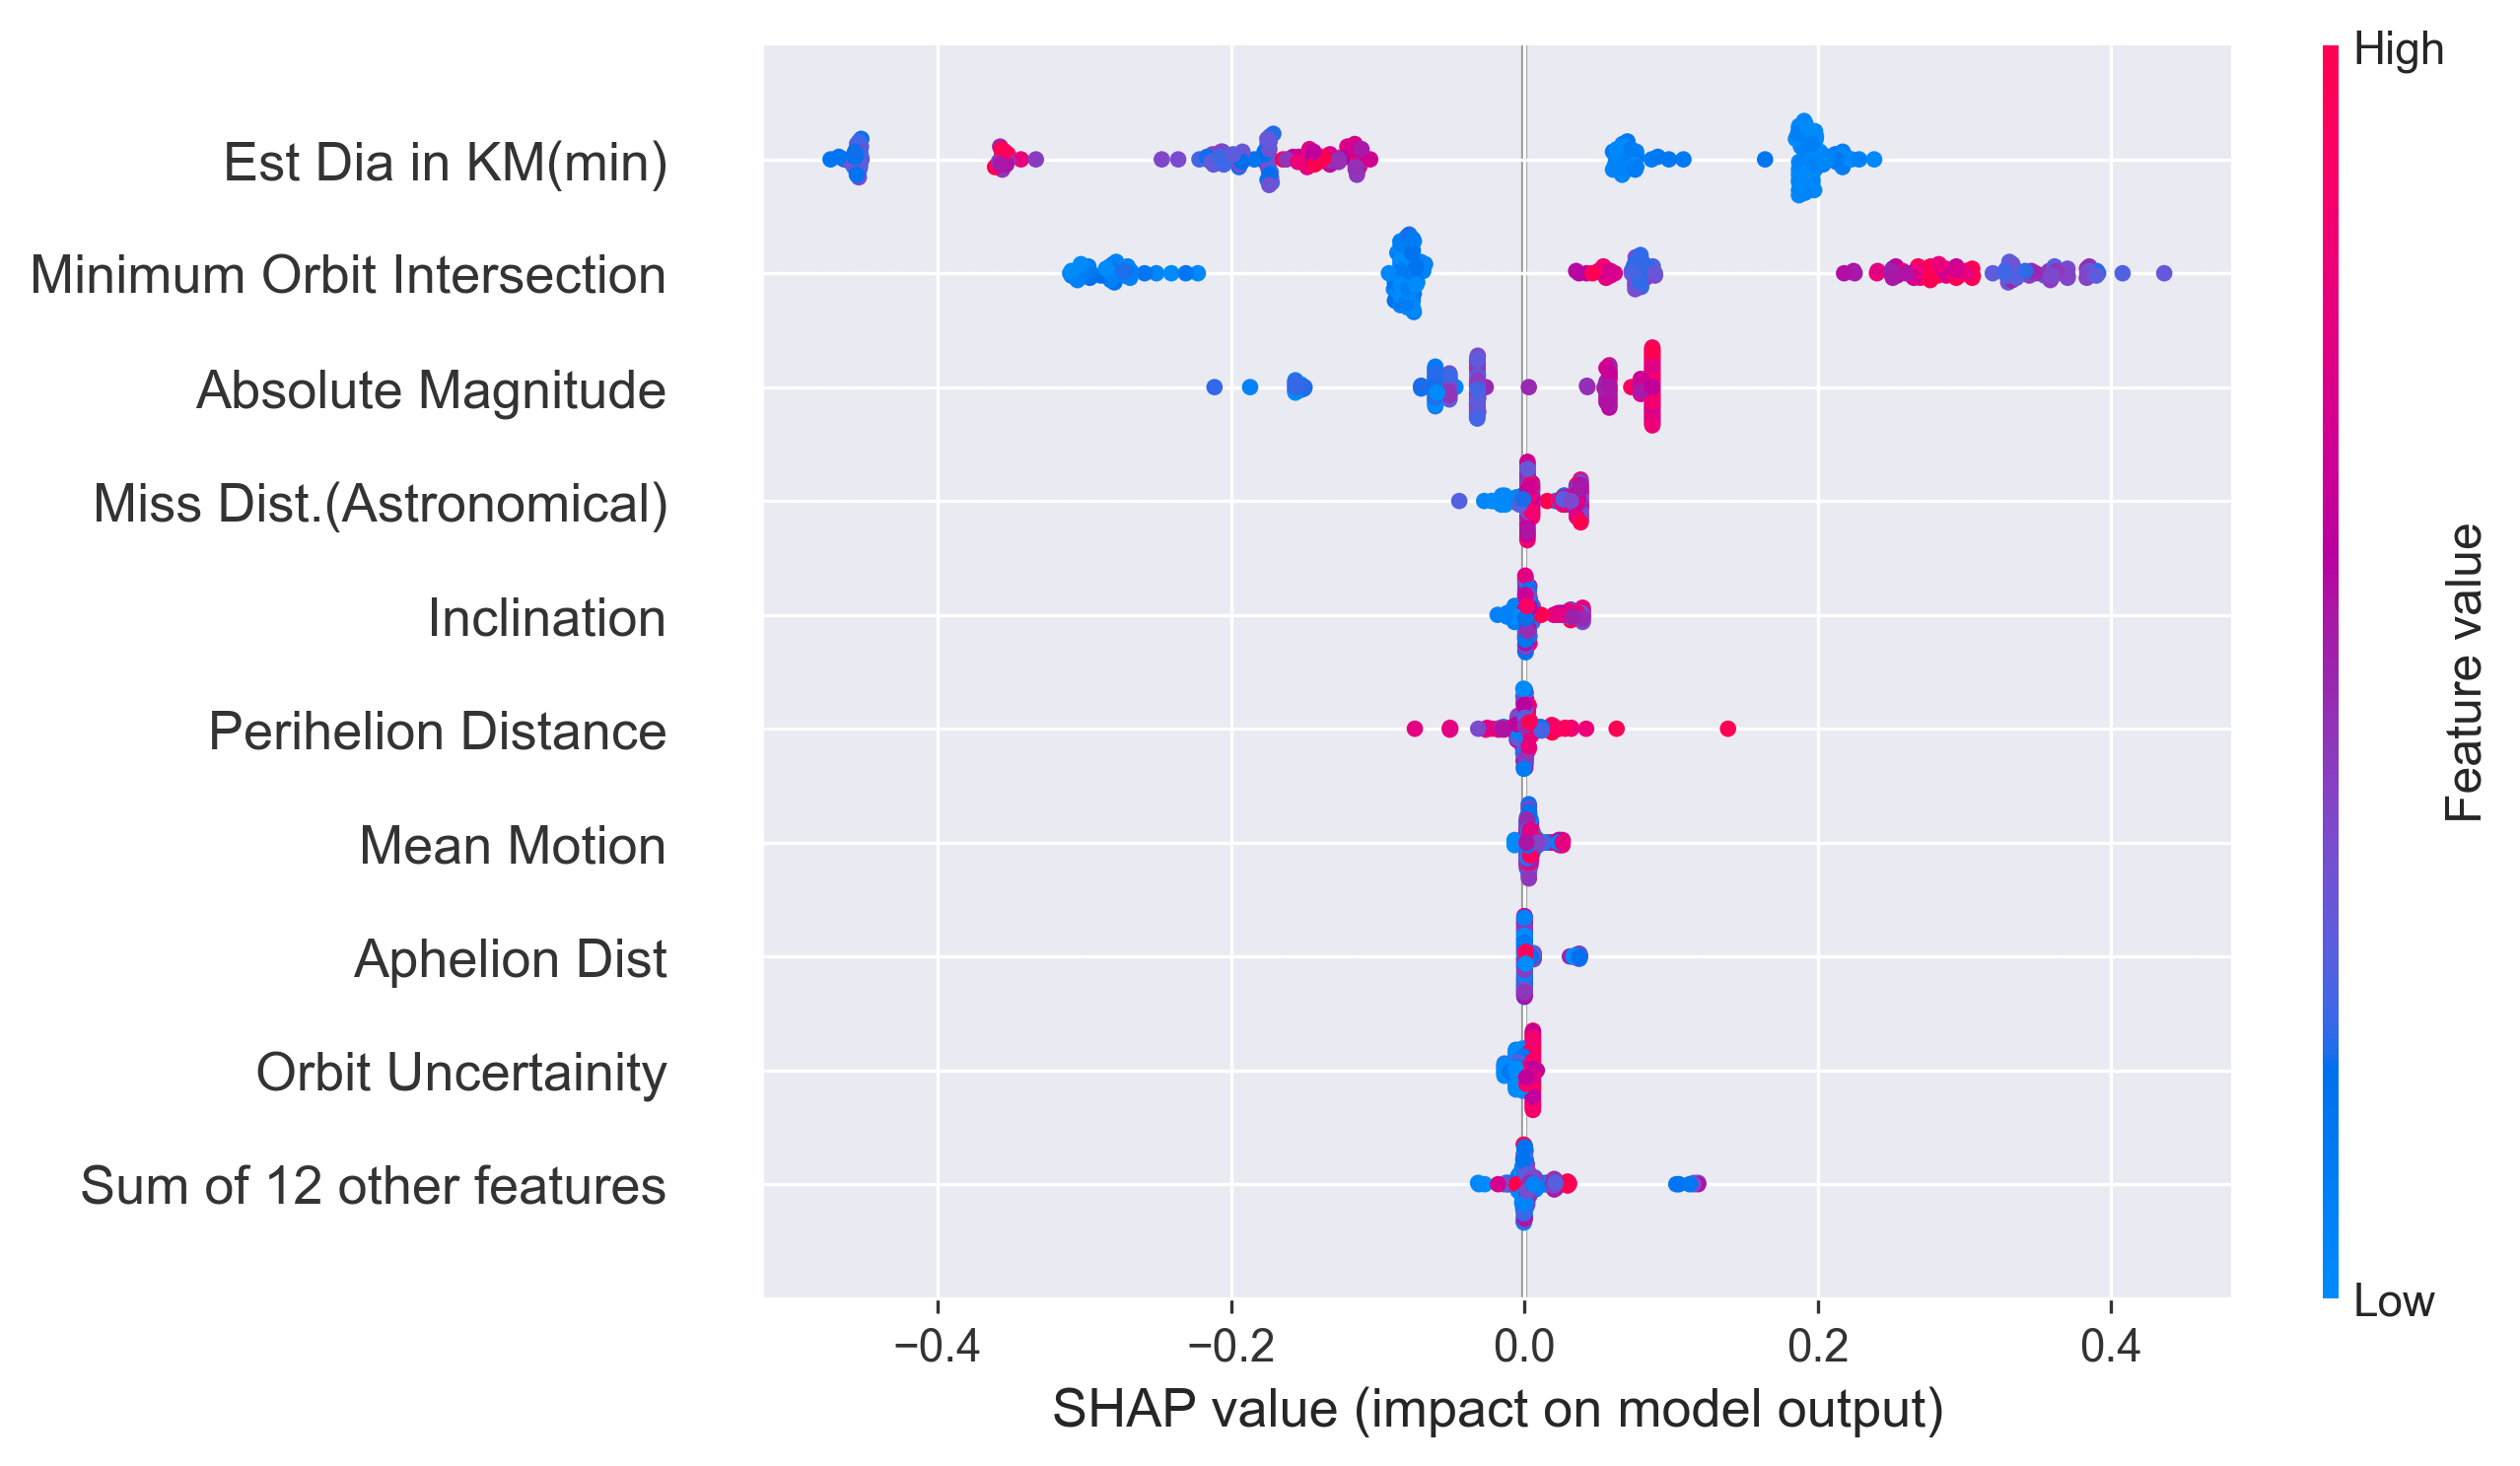 High
Est Dia in KM(min)
Minimum Orbit Intersection
Absolute Magnitude
Miss Dist.(Astronomical)
Inclination
Perihelion Distance
Mean Motion
Aphelion Dist
Orbit Uncertainity
Sum of 12 other features
Feature value
Low
−0.4 −0.2 0.0 0.2 0.4
SHAP value (impact on model output)